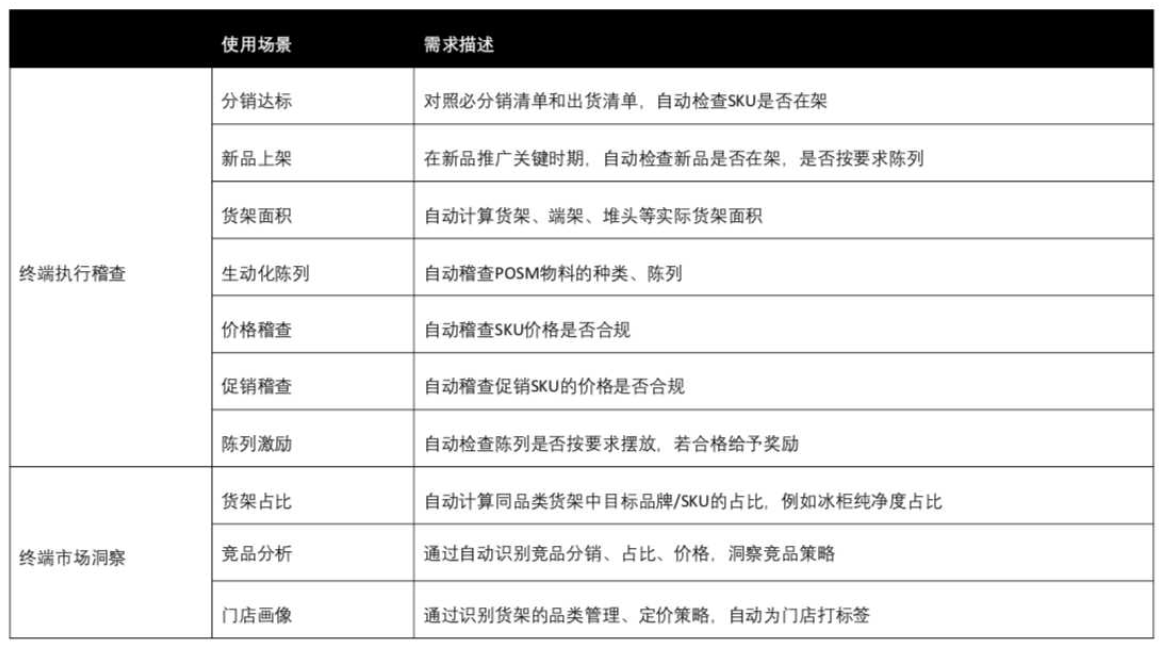 使用场景 需求描述
分销达标 对照必分销清单和出货清单，自动检查SKU是否在架
新品上架 在新品推广关键时期，自动检查新品是否在架，是否按要求陈列
货架面积 自动计算货架、端架、堆头等实际货架面积
终端执行稽查 生动化陈列 自动稽查POSM物料的种类、陈列
价格稽查 自动稽查SKU价格是否合规
促销稽查 自动稽查促销SKU的价格是否合规
陈列激励 自动检查陈列是否按要求摆放，若合格给予奖励
货架占比 自动计算同品类货架中目标品牌/SKU的占比，例如冰柜纯净度占比
终端市场洞察 竞品分析 通过自动识别竞品分销、占比、价格，洞察竞品策略
门店画像 通过识别货架的品类管理、定价策略，自动为门店打标签